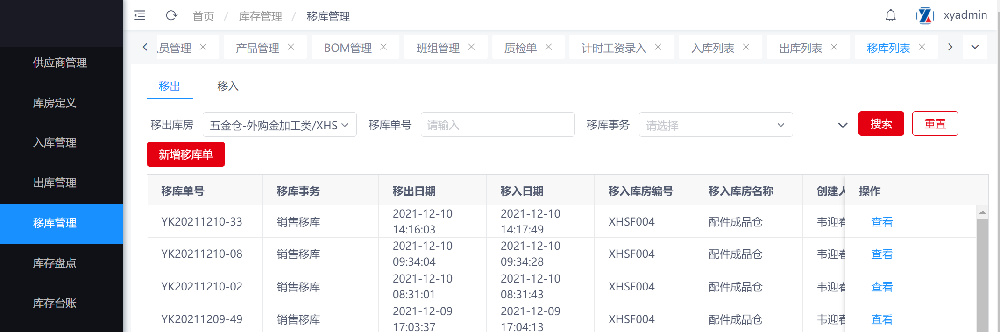 首页 / 库存管理 / 移库管理
xyadmin
员管理 产品管理 BOM管理 班组管理 质检单 计时工资录入 入库列表 出库列表 移库列表
供应商管理
库房定义
入库管理
出库管理
移库管理
库存盘点
库存台账
移出 移入
移出库房 五金仓-外购金加工类/XHS 移库单号 请输入 移库事务 请选择 搜索 重置
新增移库单
移库单号 移库事务 移出日期 移入日期 移入库房编号 移入库房名称 创建人 操作
YK20211210-33 销售移库 2021-12-10 14:16:03 2021-12-10 14:17:49 XHSF004 配件成品仓 韦迎春 查看
YK20211210-08 销售移库 2021-12-10 09:34:04 2021-12-10 09:34:28 XHSF004 配件成品仓 韦迎春 查看
YK20211210-02 销售移库 2021-12-10 08:31:01 2021-12-10 08:31:43 XHSF004 配件成品仓 韦迎春 查看
YK20211209-49 销售移库 2021-12-09 17:03:37 2021-12-09 17:04:13 XHSF004 配件成品仓 韦迎春 查看